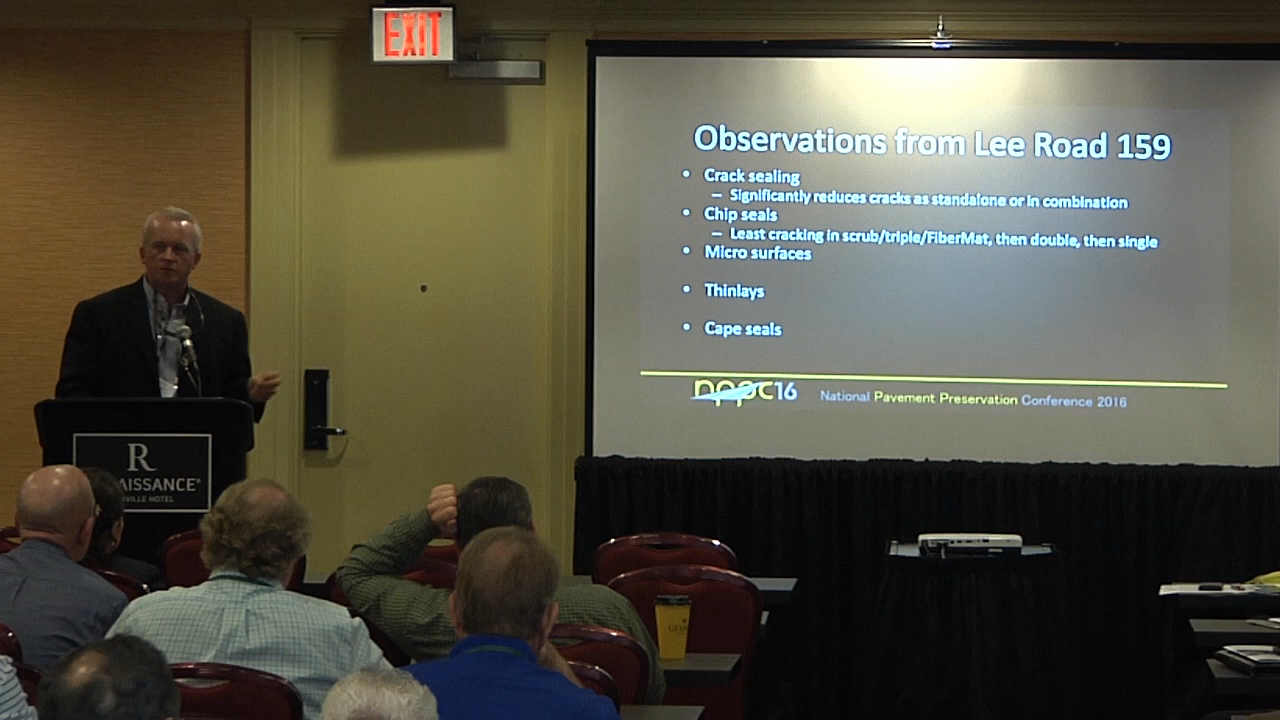 EXIT
Observations from Lee Road 159
• Crack sealing
– Significantly reduces cracks as standalone or in combination
• Chip seals
– Least cracking in scrub/triple/FiberMat, then double, then single
• Micro surfaces
• Thinlays
• Cape seals
nppc16 National Pavement Preservation Conference 2016
R
AISSANCE®
VILLE HOTEL